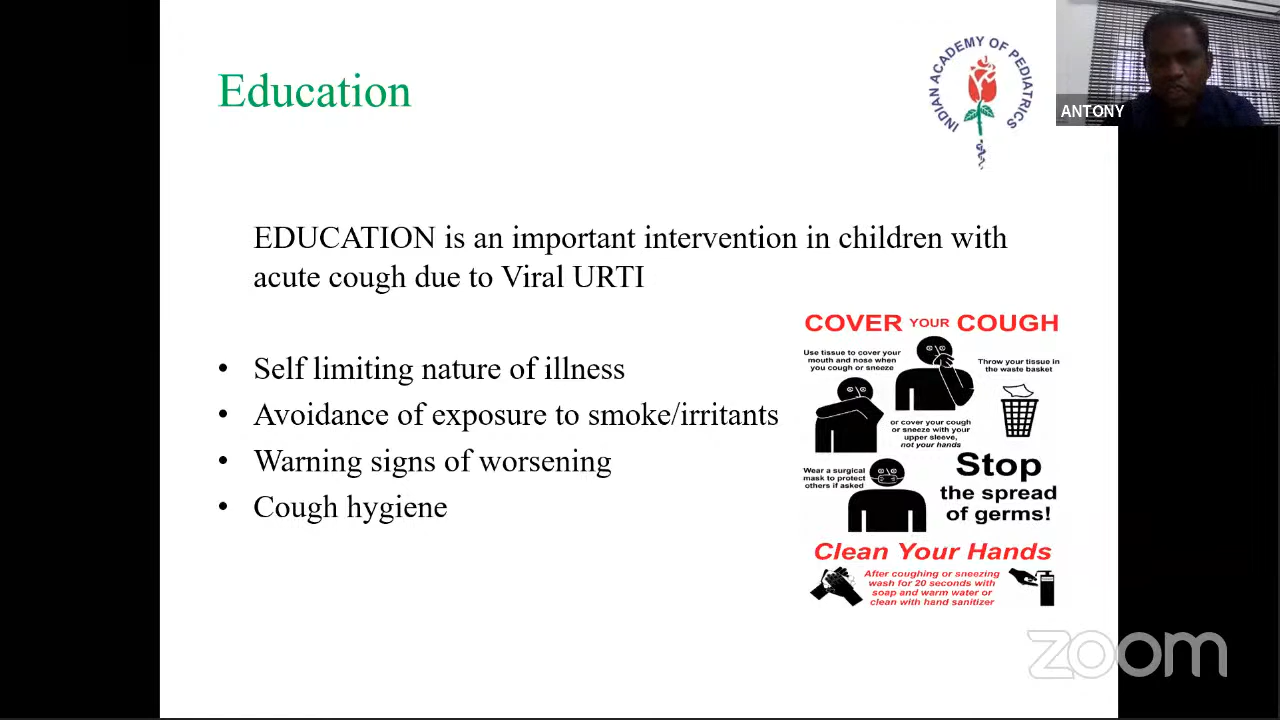 Education
INDIAN ACADEMY OF PEDIATRICS
ANTONY
EDUCATION is an important intervention in children with
acute cough due to Viral URTI
• Self limiting nature of illness
• Avoidance of exposure to smoke/irritants
• Warning signs of worsening
• Cough hygiene
COVER YOUR COUGH
Use tissue to cover your
mouth and nose when
you cough or sneeze
Throw your tissue in
the waste basket
or cover your cough
or sneeze with your
upper sleeve,
not your hands
Wear a surgical
mask to protect
others if asked
Stop
the spread
of germs!
Clean Your Hands
After coughing or sneezing
wash for 20 seconds with
soap and warm water or
clean with hand sanitizer
zoom